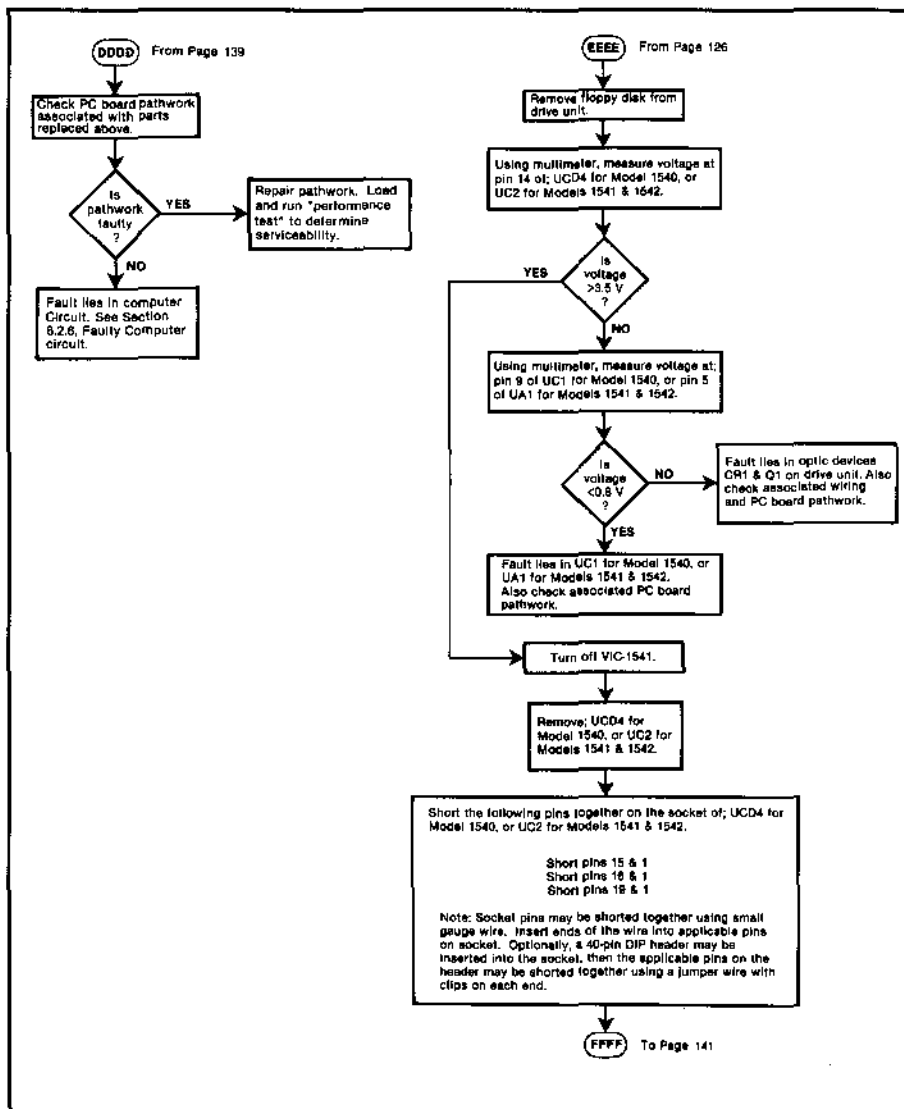 DDDD From Page 139
Check PC board pathwork
associated with parts
replaced above.
Is
pathwork
faulty
?
YES
Repair pathwork. Load
and run "performance
test" to determine
serviceability.
NO
Fault lies in computer
Circuit. See Section
6.2.6, Faulty Computer
circuit.
EEEE From Page 126
Remove floppy disk from
drive unit.
Using multimeter, measure voltage at
pin 14 of; UCD4 for Model 1540, or
UC2 for Models 1541 & 1542.
Is
voltage
>3.5 V
?
YES
NO
Using multimeter, measure voltage at;
pin 9 of UC1 for Model 1540, or pin 5
of UA1 for Models 1541 & 1542.
Is
voltage
<0.8 V
?
NO
Fault lies in optic devices
CR1 & Q1 on drive unit. Also
check associated wiring
and PC board pathwork.
YES
Fault lies in UC1 for Model 1540, or
UA1 for Models 1541 & 1542.
Also check associated PC board
pathwork.
Turn off VIC-1541.
Remove; UCD4 for
Model 1540, or UC2 for
Models 1541 & 1542.
Short the following pins together on the socket of; UCD4 for
Model 1540, or UC2 for Models 1541 & 1542.
Short pins 15 & 1
Short pins 16 & 1
Short pins 19 & 1
Note: Socket pins may be shorted together using small
gauge wire. Insert ends of the wire into applicable pins
on socket. Optionally, a 40-pin DIP header may be
inserted into the socket, then the applicable pins on the
header may be shorted together using a jumper wire with
clips on each end.
FFFF To Page 141